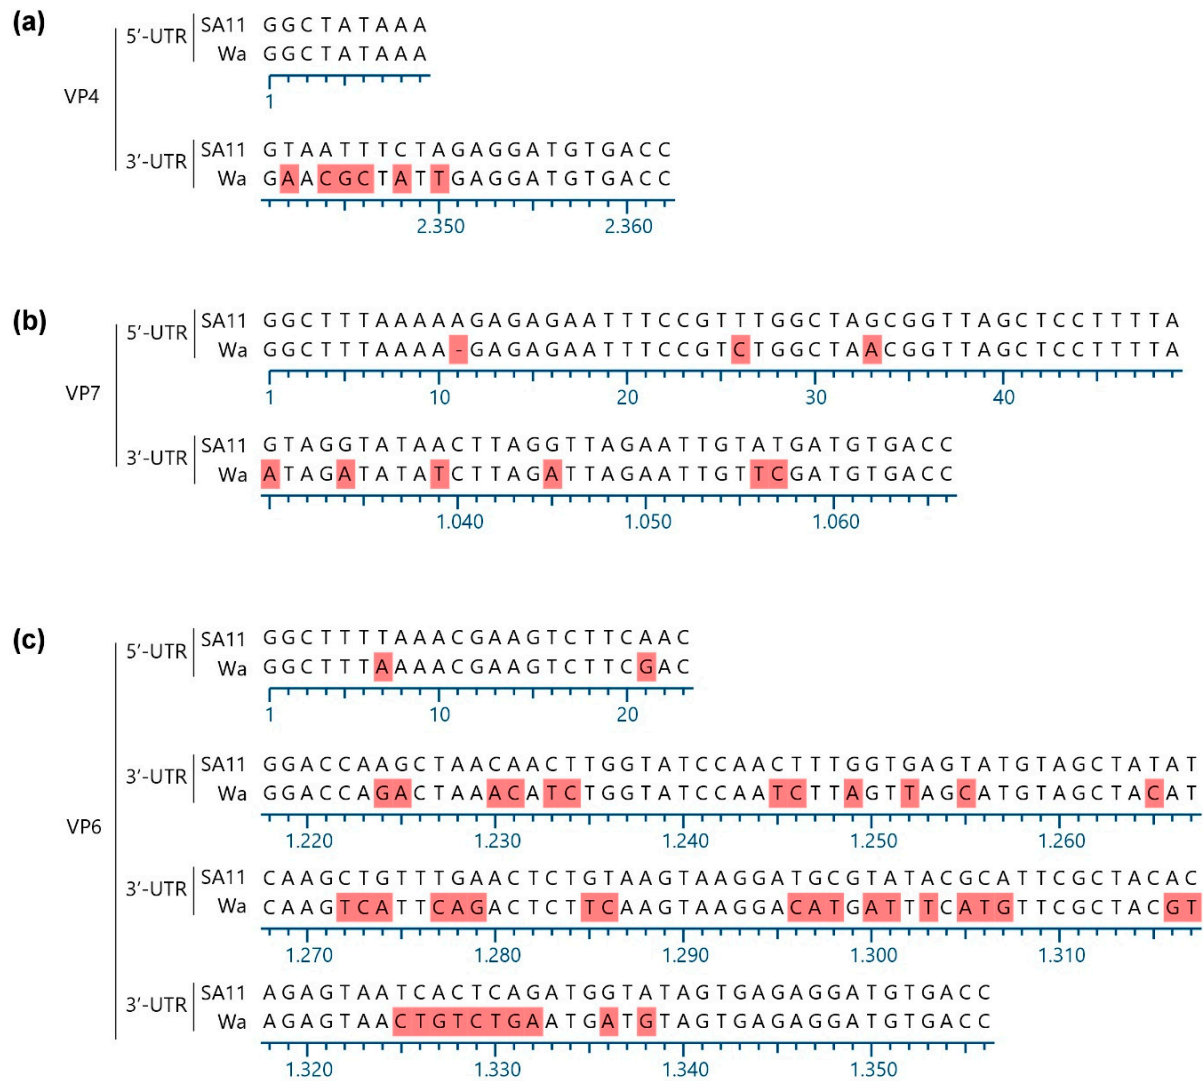 (a)
VP4
5′-UTR
SA11 GGCTATAAA
Wa GGCTATAAA
1
3′-UTR
SA11 GTAATTTCTAGAGGATGTGACC
Wa GAACGCTATTGAGGATGTGACC
2.350 2.360
(b)
VP7
5′-UTR
SA11 GGCTTTAAAAAGAGAGAATTTCCGTTTGGCTAGCGGTTAGCTCCTTTTA
Wa GGCTTTAAAA-GAGAGAATTTCCGTCTGGCTAACGGTTAGCTCCTTTTA
1 10 20 30 40
3′-UTR
SA11 GTAGGTATAACTTAGGTTAGAATTGTATGATGTGACC
Wa ATAGATATATCTTAGATTAGAATTGTTCGATGTGACC
1.040 1.050 1.060
(c)
VP6
5′-UTR
SA11 GGCTTTTAAACGAAGTCTTCAAC
Wa GGCTTTAAAACGAAGTCTTCGAC
1 10 20
3′-UTR
SA11 GGACCAAGCTAACAACTTGGTATCCAACTTTGGTGAGTATGTAGCTATAT
Wa GGACCAGACTAAACATCTGGTATCCAATCTTAGTTAGCATGTAGCTACAT
1.220 1.230 1.240 1.250 1.260
3′-UTR
SA11 CAAGCTGTTTGAACTCTGTAAGTAAGGATGCGTATACGCATTCGCTACAC
Wa CAAGTCATTCAGACTCTTCAAGTAAGGACATGATTTCATGTTCGCTACGT
1.270 1.280 1.290 1.300 1.310
3′-UTR
SA11 AGAGTAATCACTCAGATGGTATAGTGAGAGGATGTGACC
Wa AGAGTAACTGTCTGAATGATGTAGTGAGAGGATGTGACC
1.320 1.330 1.340 1.350